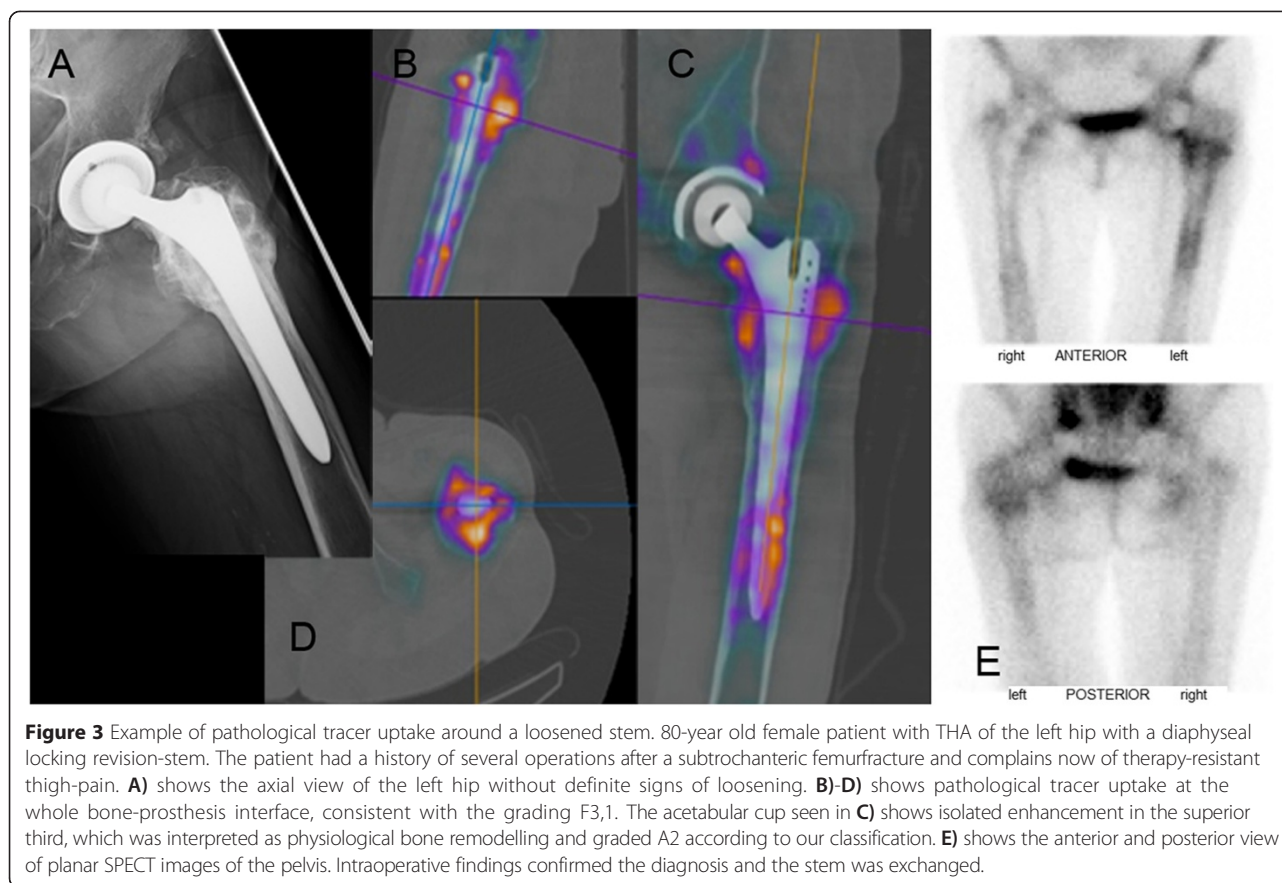 A
B
C
D
right ANTERIOR left
E
left POSTERIOR right
Figure 3 Example of pathological tracer uptake around a loosened stem. 80-year old female patient with THA of the left hip with a diaphyseal
locking revision-stem. The patient had a history of several operations after a subtrochanteric femurfracture and complains now of therapy-resistant
thigh-pain. A) shows the axial view of the left hip without definite signs of loosening. B)-D) shows pathological tracer uptake at the
whole bone-prosthesis interface, consistent with the grading F3,1. The acetabular cup seen in C) shows isolated enhancement in the superior
third, which was interpreted as physiological bone remodelling and graded A2 according to our classification. E) shows the anterior and posterior view
of planar SPECT images of the pelvis. Intraoperative findings confirmed the diagnosis and the stem was exchanged.